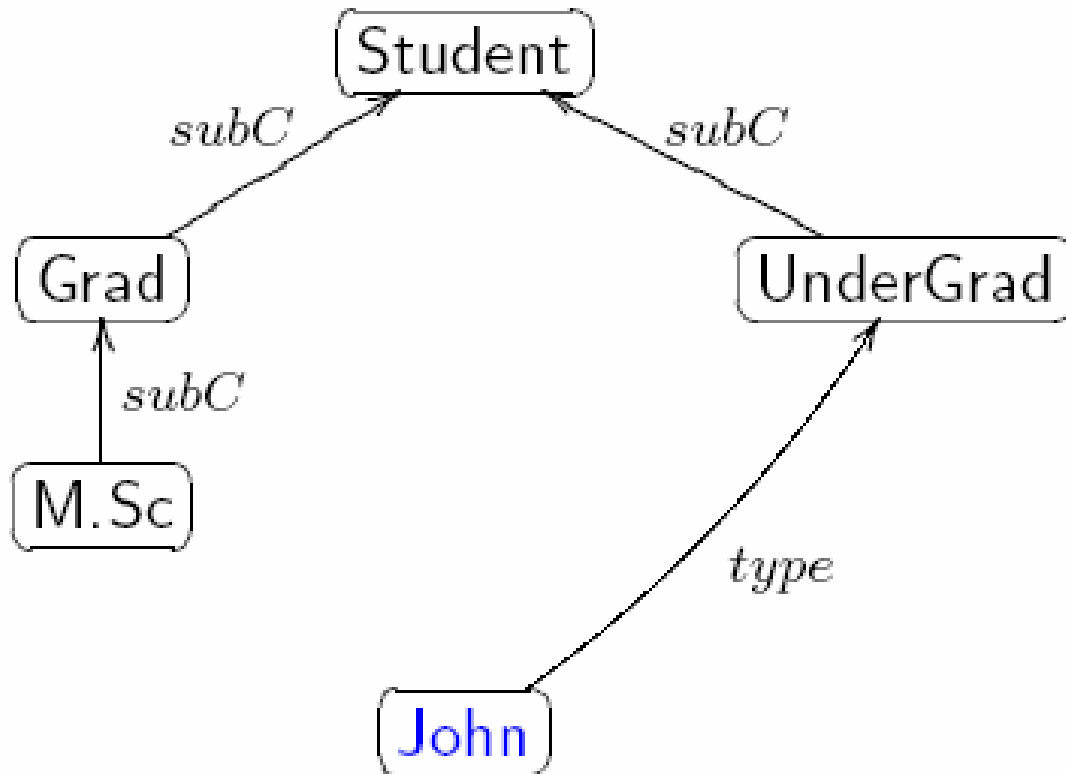 Student
subC
subC
Grad
UnderGrad
subC
M.Sc
type
John